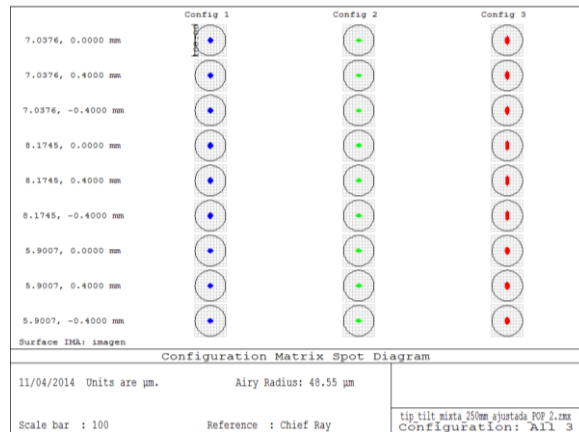 Config 1 Config 2 Config 3
7.0376, 0.0000 mm
7.0376, 0.4000 mm
7.0376, -0.4000 mm
8.1745, 0.0000 mm
8.1745, 0.4000 mm
8.1745, -0.4000 mm
5.9007, 0.0000 mm
5.9007, 0.4000 mm
5.9007, -0.4000 mm
Surface IMA: imagen
Configuration Matrix Spot Diagram
11/04/2014 Units are µm. Airy Radius: 48.55 µm
Scale bar : 100 Reference : Chief Ray
tip_tilt_mixta_250mm_ajustada_POP_2.zmx
Configuration: All 3